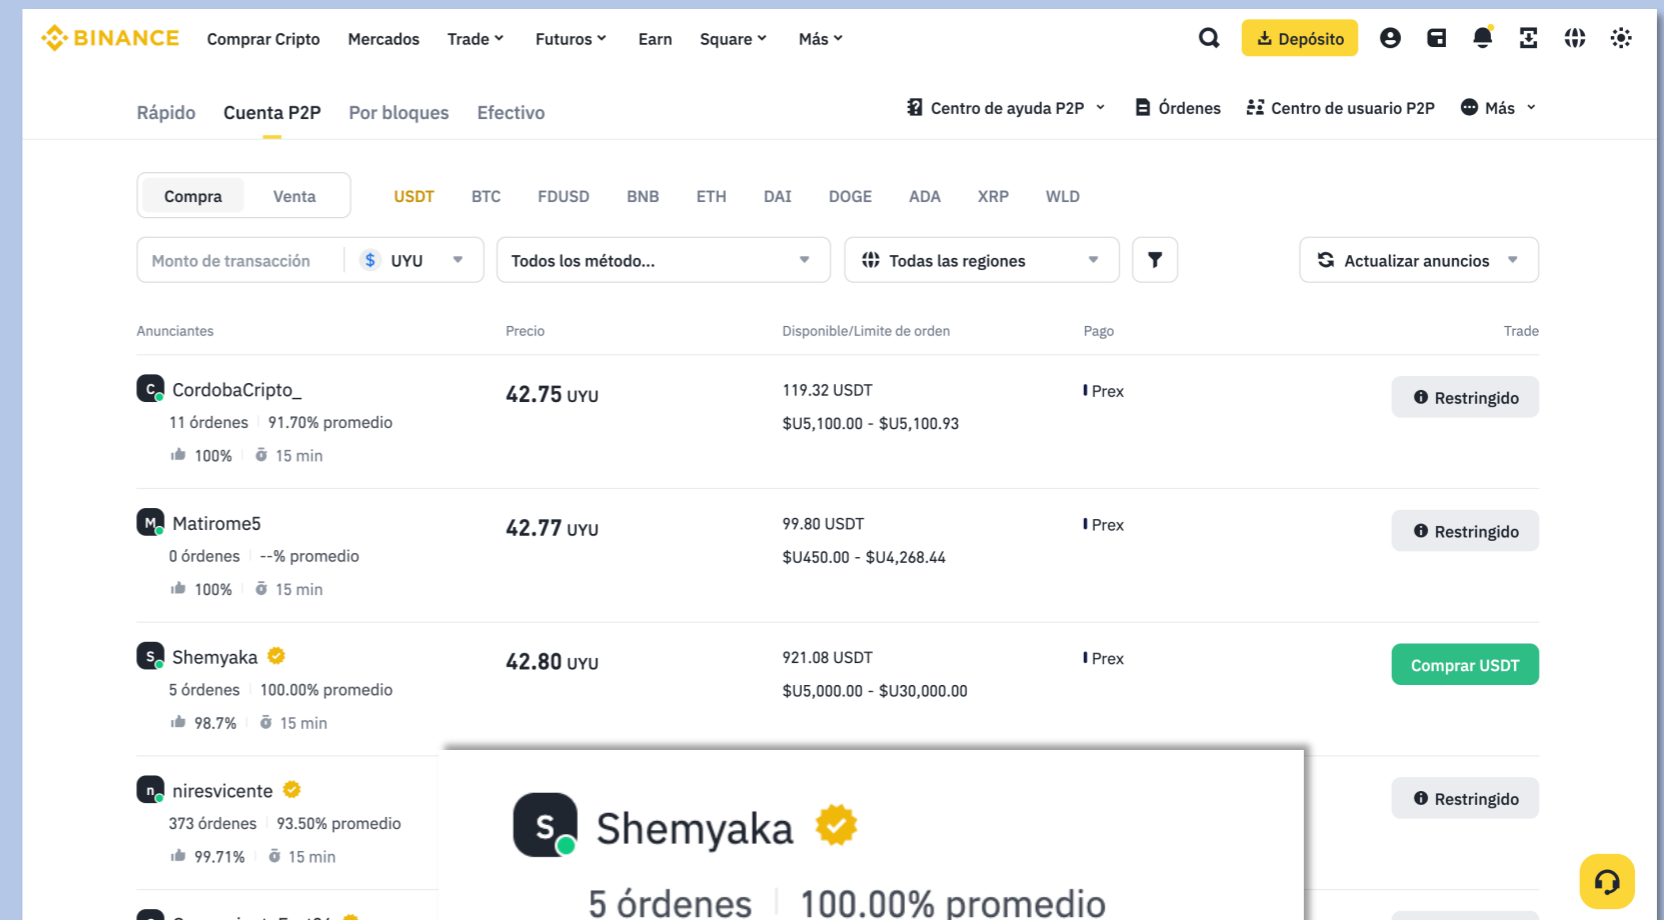 BINANCE Comprar Cripto Mercados Trade Futuros Earn Square Más Depósito
Rápido Cuenta P2P Por bloques Efectivo Centro de ayuda P2P Órdenes Centro de usuario P2P Más
Compra Venta USDT BTC FDUSD BNB ETH DAI DOGE ADA XRP WLD
Monto de transacción $ UYU Todos los método... Todas las regiones Actualizar anuncios
Anunciantes Precio Disponible/Limite de orden Pago Trade
C CordobaCripto_ 42.75 UYU 119.32 USDT Prex Restringido
11 órdenes 91.70% promedio $U5,100.00 - $U5,100.93
100% 15 min
M Matirome5 42.77 UYU 99.80 USDT Prex Restringido
0 órdenes --% promedio $U450.00 - $U4,268.44
100% 15 min
S Shemyaka 42.80 UYU 921.08 USDT Prex Comprar USDT
5 órdenes 100.00% promedio $U5,000.00 - $U30,000.00
98.7% 15 min
n niresvicente Restringido
373 órdenes 93.50% promedio
99.71% 15 min
S Shemyaka
5 órdenes 100.00% promedio